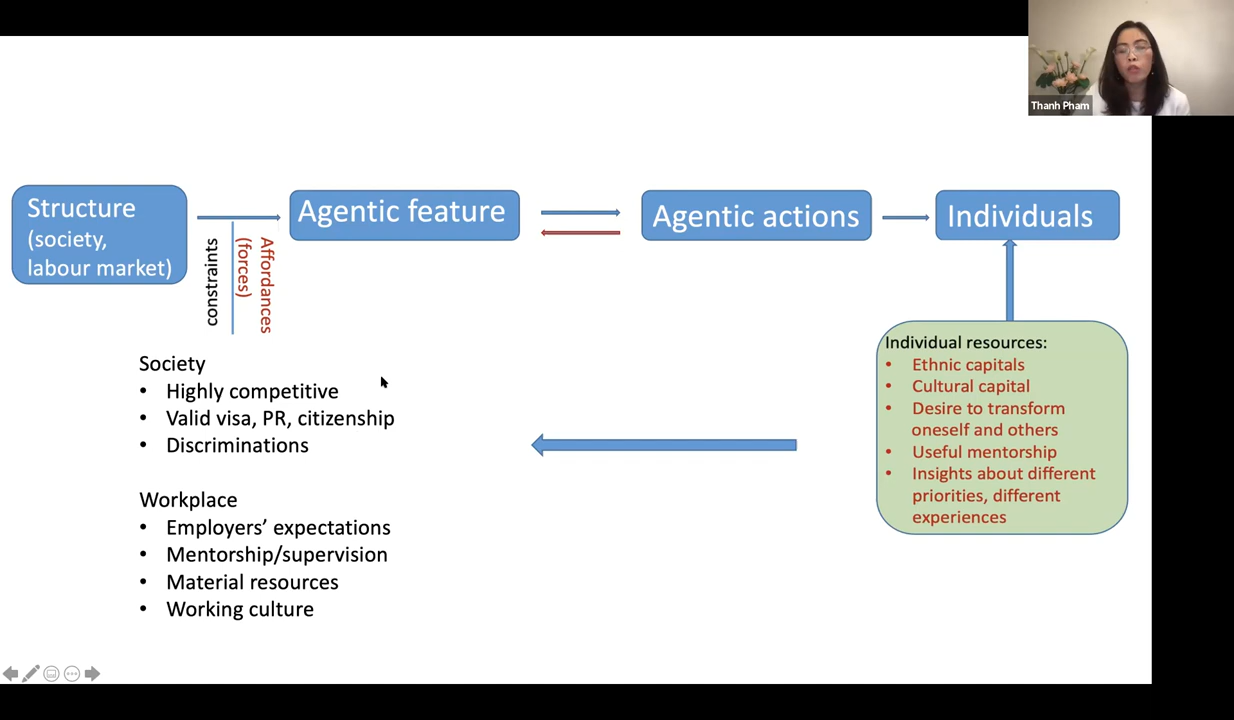 Thanh Pham
Structure
(society,
labour market)
constraints
Affordances
(forces)
Agentic feature
Agentic actions
Individuals
Society
• Highly competitive
• Valid visa, PR, citizenship
• Discriminations
Workplace
• Employers’ expectations
• Mentorship/supervision
• Material resources
• Working culture
Individual resources:
• Ethnic capitals
• Cultural capital
• Desire to transform
oneself and others
• Useful mentorship
• Insights about different
priorities, different
experiences